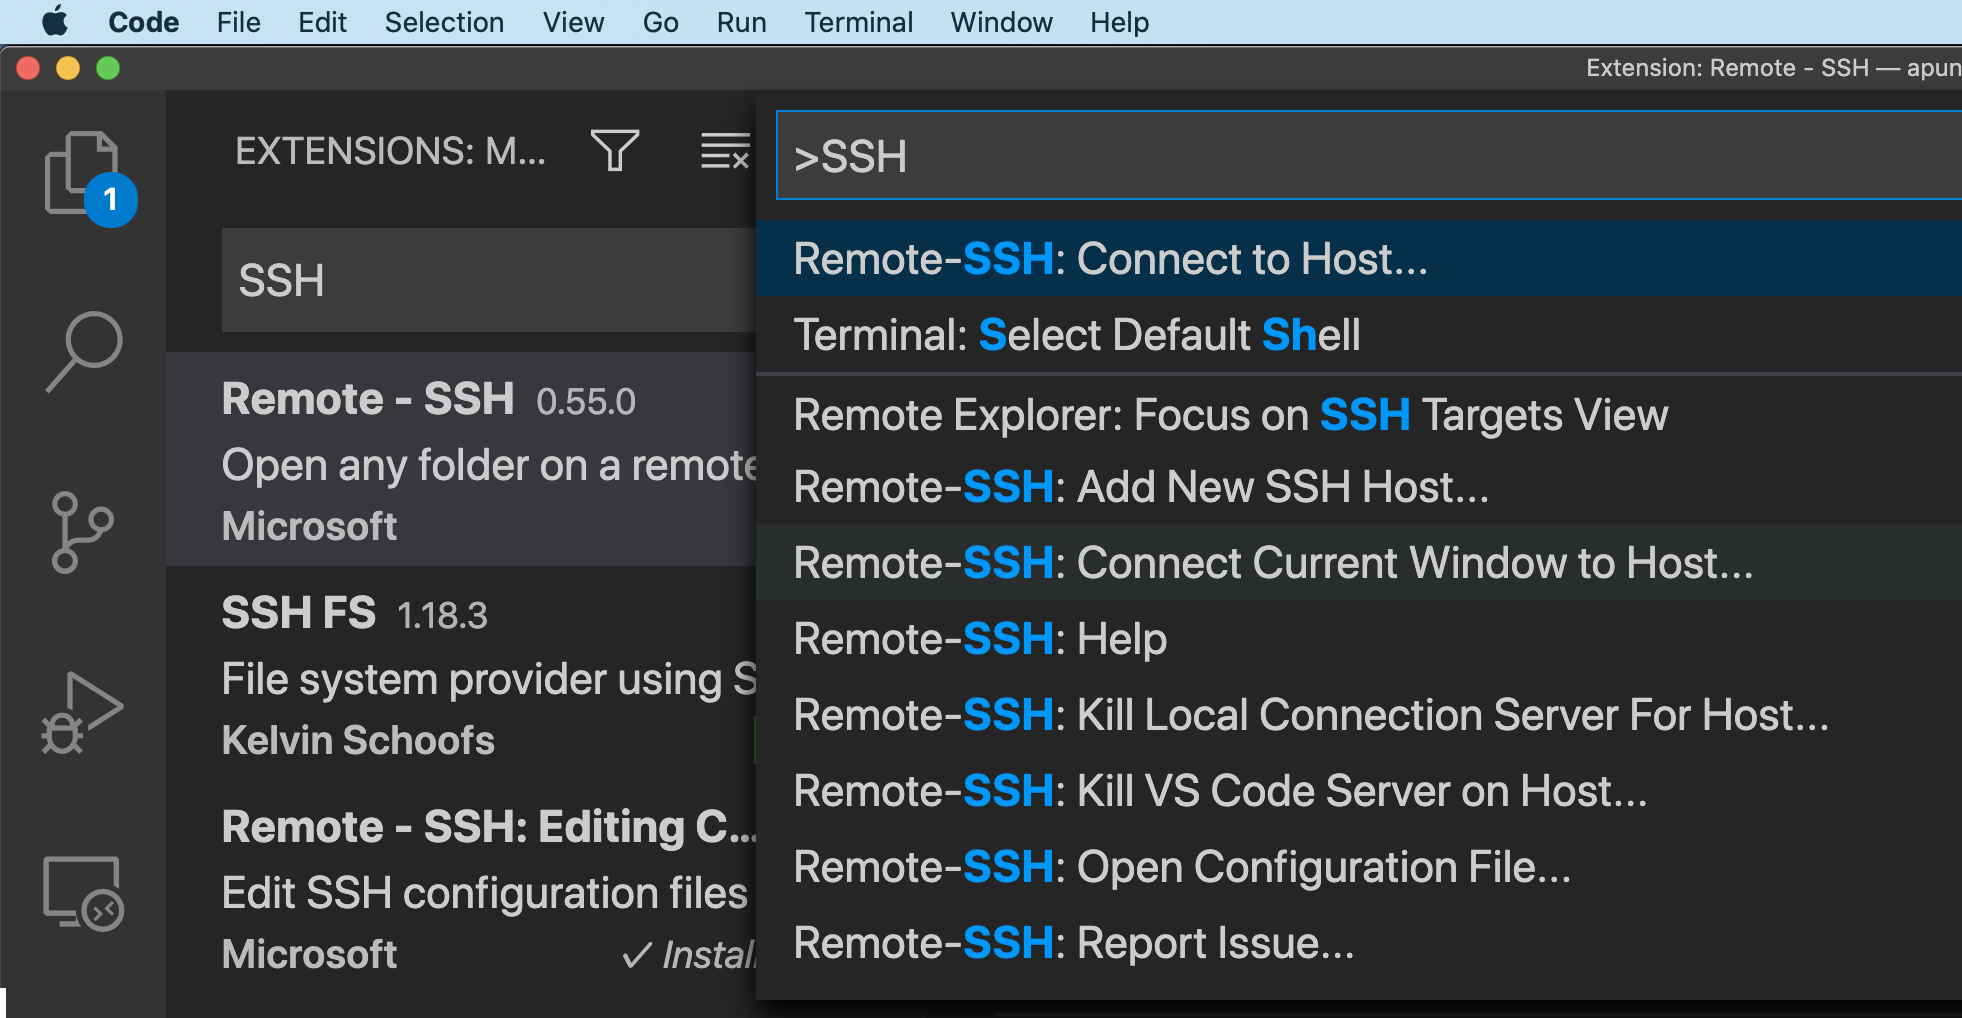 Code File Edit Selection View Go Run Terminal Window Help
Extension: Remote - SSH — apun
1
EXTENSIONS: M...
SSH
Remote - SSH 0.55.0
Open any folder on a remote
Microsoft
SSH FS 1.18.3
File system provider using S
Kelvin Schoofs
Remote - SSH: Editing C...
Edit SSH configuration files
Microsoft
✓ Install
>SSH
Remote-SSH: Connect to Host...
Terminal: Select Default Shell
Remote Explorer: Focus on SSH Targets View
Remote-SSH: Add New SSH Host...
Remote-SSH: Connect Current Window to Host...
Remote-SSH: Help
Remote-SSH: Kill Local Connection Server For Host...
Remote-SSH: Kill VS Code Server on Host...
Remote-SSH: Open Configuration File...
Remote-SSH: Report Issue...